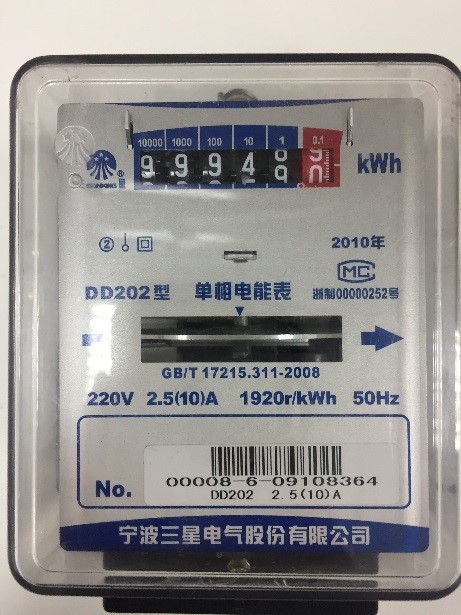 10000 1000 100 10 1 0.1
9 9 9 4
kWh
SANXING
2010年
②
MC
DD202型 单相电能表 浙制00000252号
GB/T 17215.311-2008
220V 2.5(10)A 1920r/kWh 50Hz
00008-6-09108364
No.
DD202 2.5(10)A
宁波三星电气股份有限公司